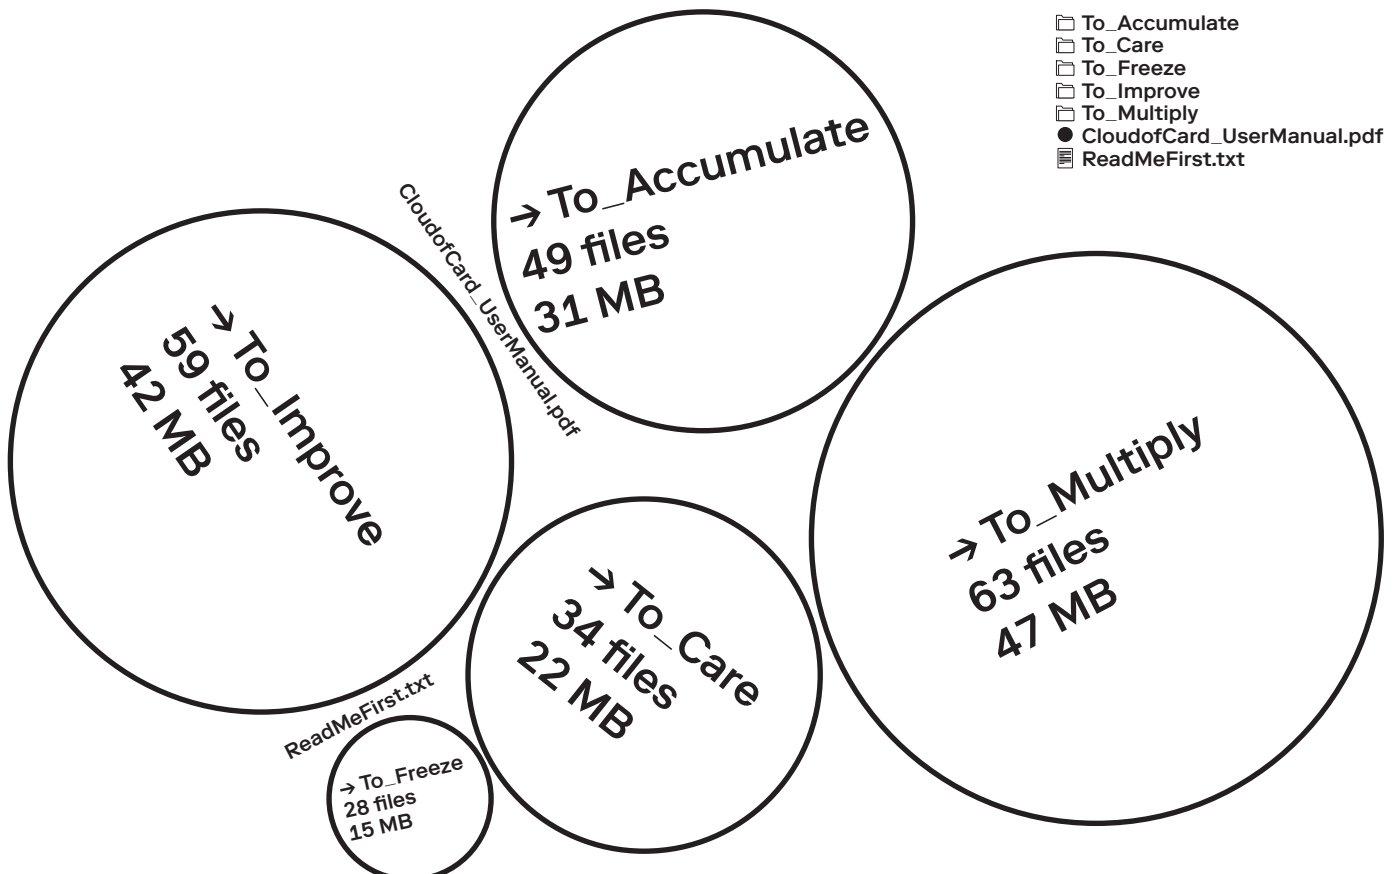 To_Accumulate
To_Care
To_Freeze
To_Improve
To_Multiply
CloudofCard_UserManual.pdf
ReadMeFirst.txt
→ To_Accumulate
49 files
31 MB
CloudofCard_UserManual.pdf
→ To_Improve
59 files
42 MB
→ To_Multiply
63 files
47 MB
→ To_Care
34 files
22 MB
ReadMeFirst.txt
→ To_Freeze
28 files
15 MB